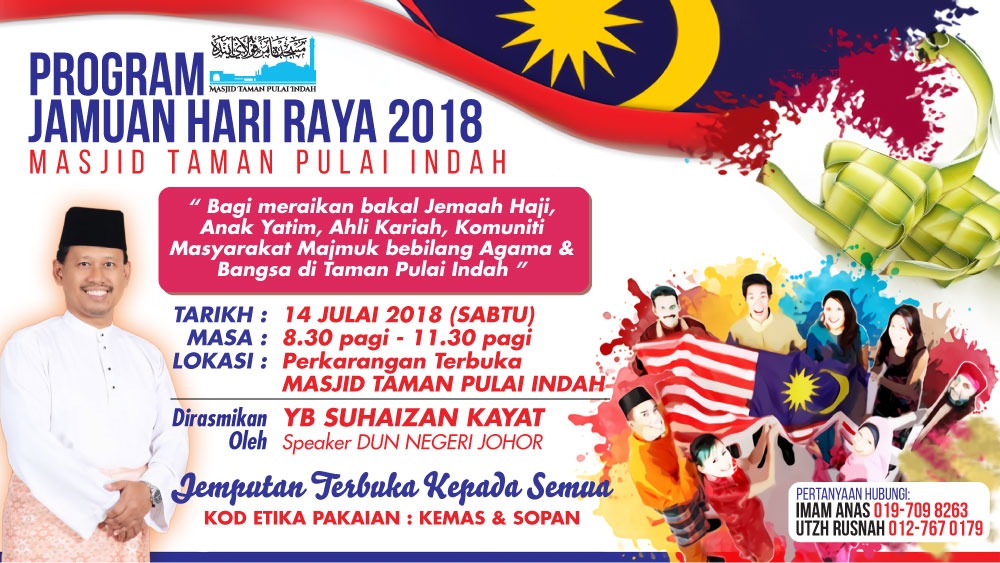 PROGRAM
مسجد تامن ڤولاي اينده
MASJID TAMAN PULAI INDAH
JAMUAN HARI RAYA 2018
MASJID TAMAN PULAI INDAH
“ Bagi meraikan bakal Jemaah Haji,
Anak Yatim, Ahli Kariah, Komuniti
Masyarakat Majmuk bebilang Agama &
Bangsa di Taman Pulai Indah ”
TARIKH : 14 JULAI 2018 (SABTU)
MASA : 8.30 pagi - 11.30 pagi
LOKASI : Perkarangan Terbuka
MASJID TAMAN PULAI INDAH
Dirasmikan Oleh YB SUHAIZAN KAYAT
Speaker DUN NEGERI JOHOR
Jemputan Terbuka Kepada Semua
KOD ETIKA PAKAIAN : KEMAS & SOPAN
PERTANYAAN HUBUNGI:
IMAM ANAS 019-709 8263
UTZH RUSNAH 012-767 0179